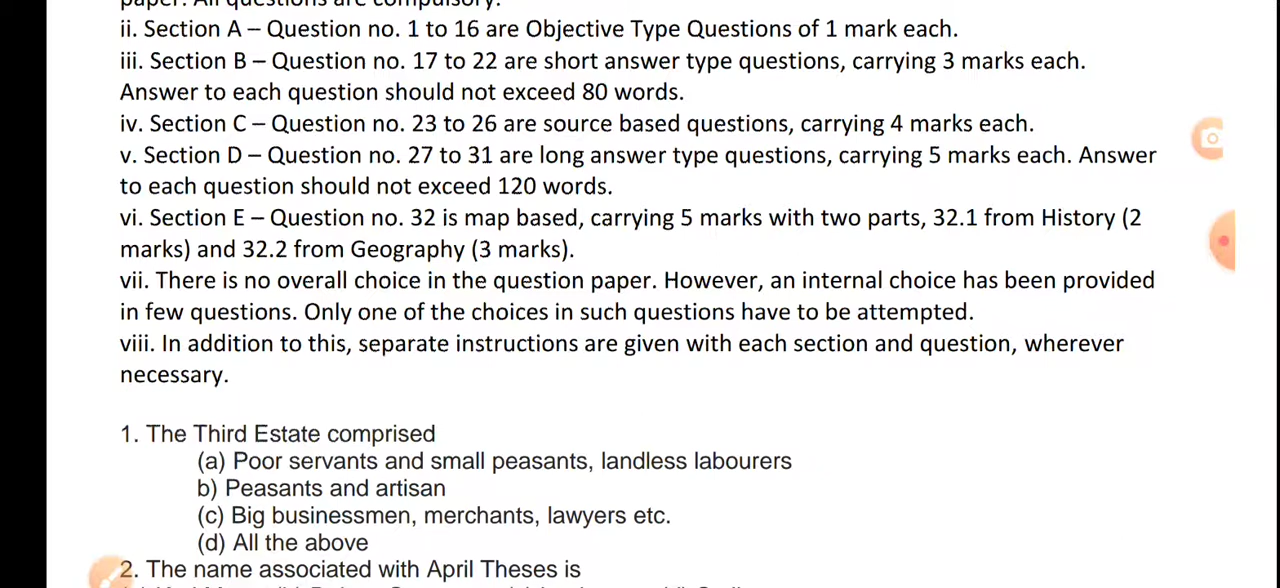 paper. All questions are compulsory.
ii. Section A – Question no. 1 to 16 are Objective Type Questions of 1 mark each.
iii. Section B – Question no. 17 to 22 are short answer type questions, carrying 3 marks each.
Answer to each question should not exceed 80 words.
iv. Section C – Question no. 23 to 26 are source based questions, carrying 4 marks each.
v. Section D – Question no. 27 to 31 are long answer type questions, carrying 5 marks each. Answer
to each question should not exceed 120 words.
vi. Section E – Question no. 32 is map based, carrying 5 marks with two parts, 32.1 from History (2
marks) and 32.2 from Geography (3 marks).
vii. There is no overall choice in the question paper. However, an internal choice has been provided
in few questions. Only one of the choices in such questions have to be attempted.
viii. In addition to this, separate instructions are given with each section and question, wherever
necessary.
1. The Third Estate comprised
(a) Poor servants and small peasants, landless labourers
b) Peasants and artisan
(c) Big businessmen, merchants, lawyers etc.
(d) All the above
2. The name associated with April Theses is